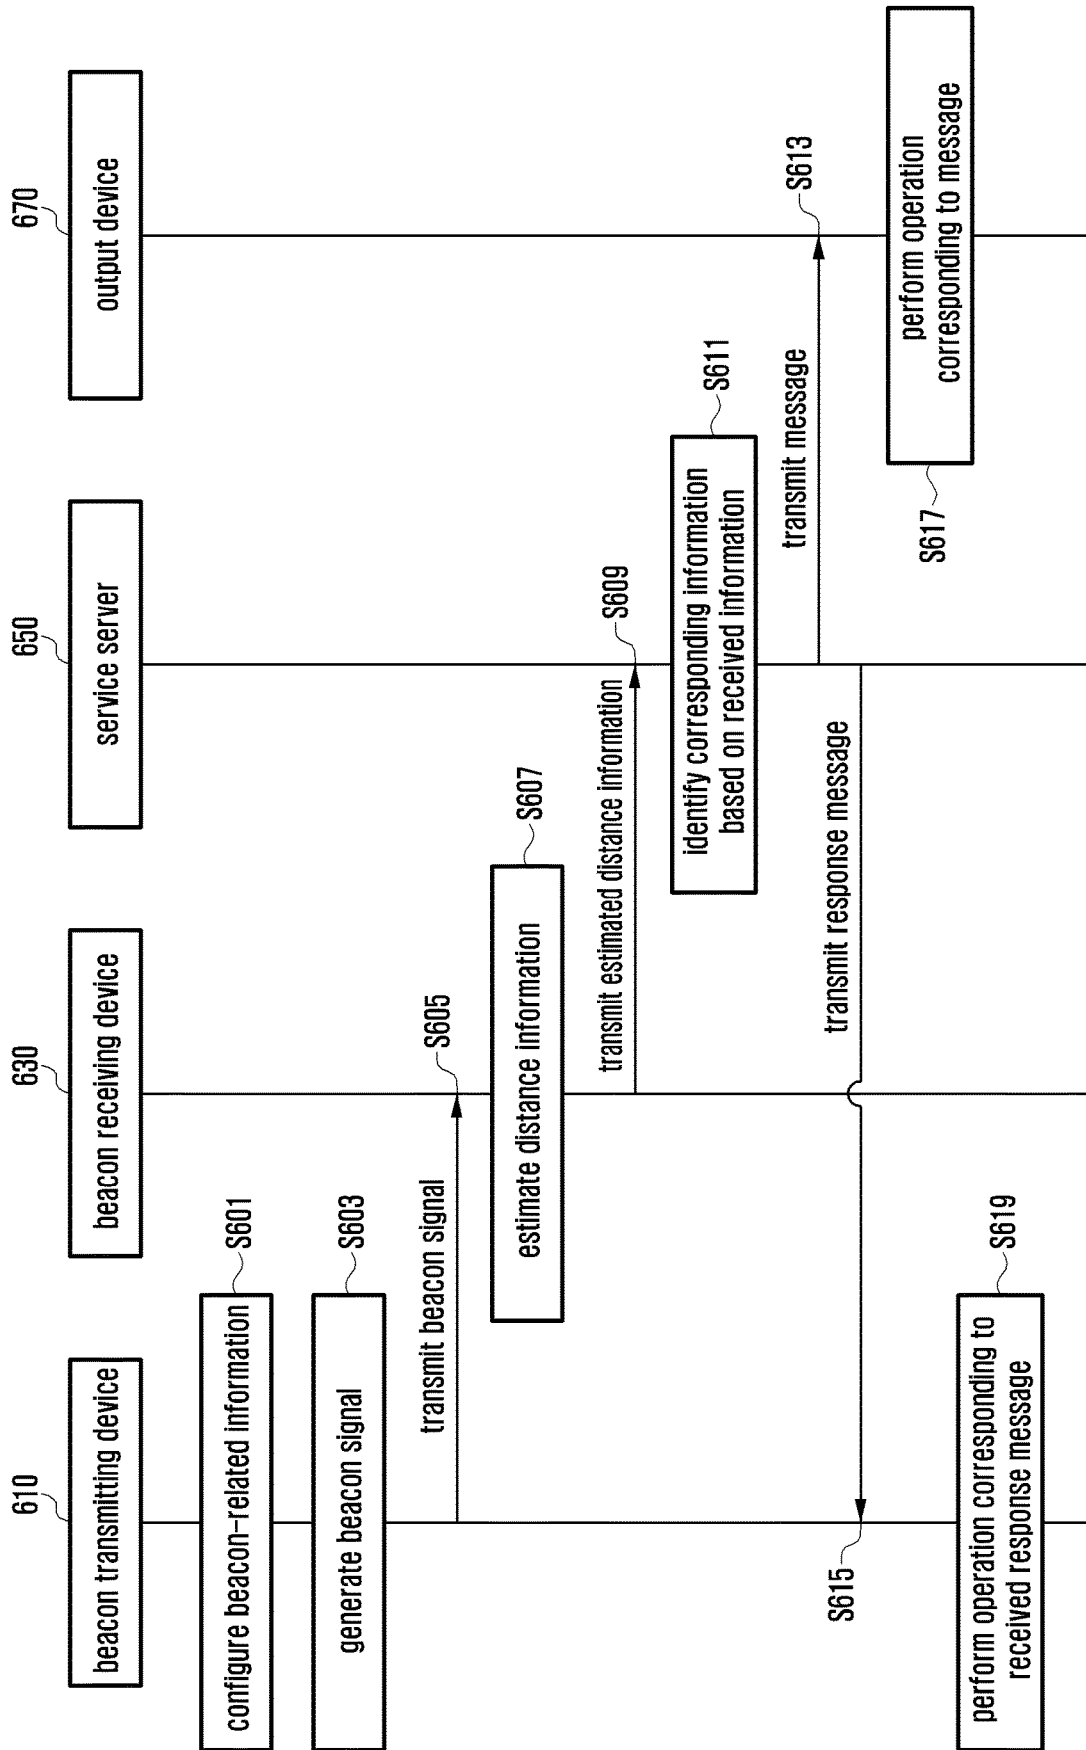 610
630
650
670
beacon transmitting device
beacon receiving device
service server
output device
configure beacon-related information
S601
generate beacon signal
S603
transmit beacon signal
S605
estimate distance information
S607
transmit estimated distance information
S609
identify corresponding information
based on received information
S611
transmit message
S613
transmit response message
S615
perform operation
corresponding to message
S617
perform operation corresponding to
received response message
S619